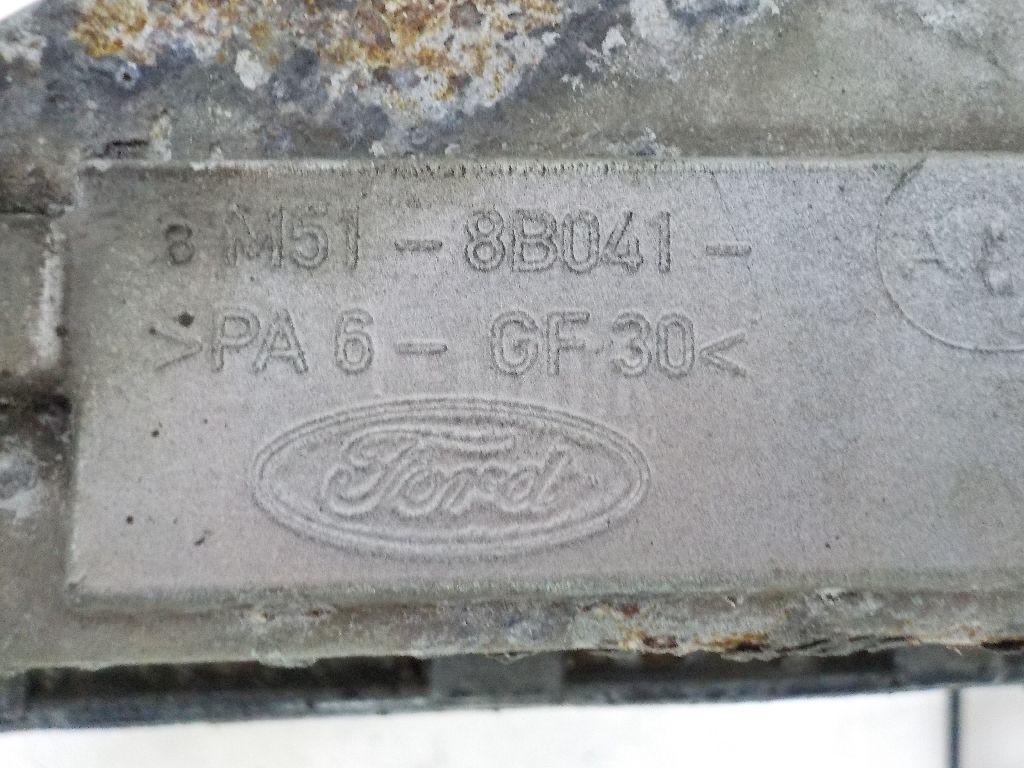 8M51-8B041-
>PA 6 - GF 30<
Ford
A